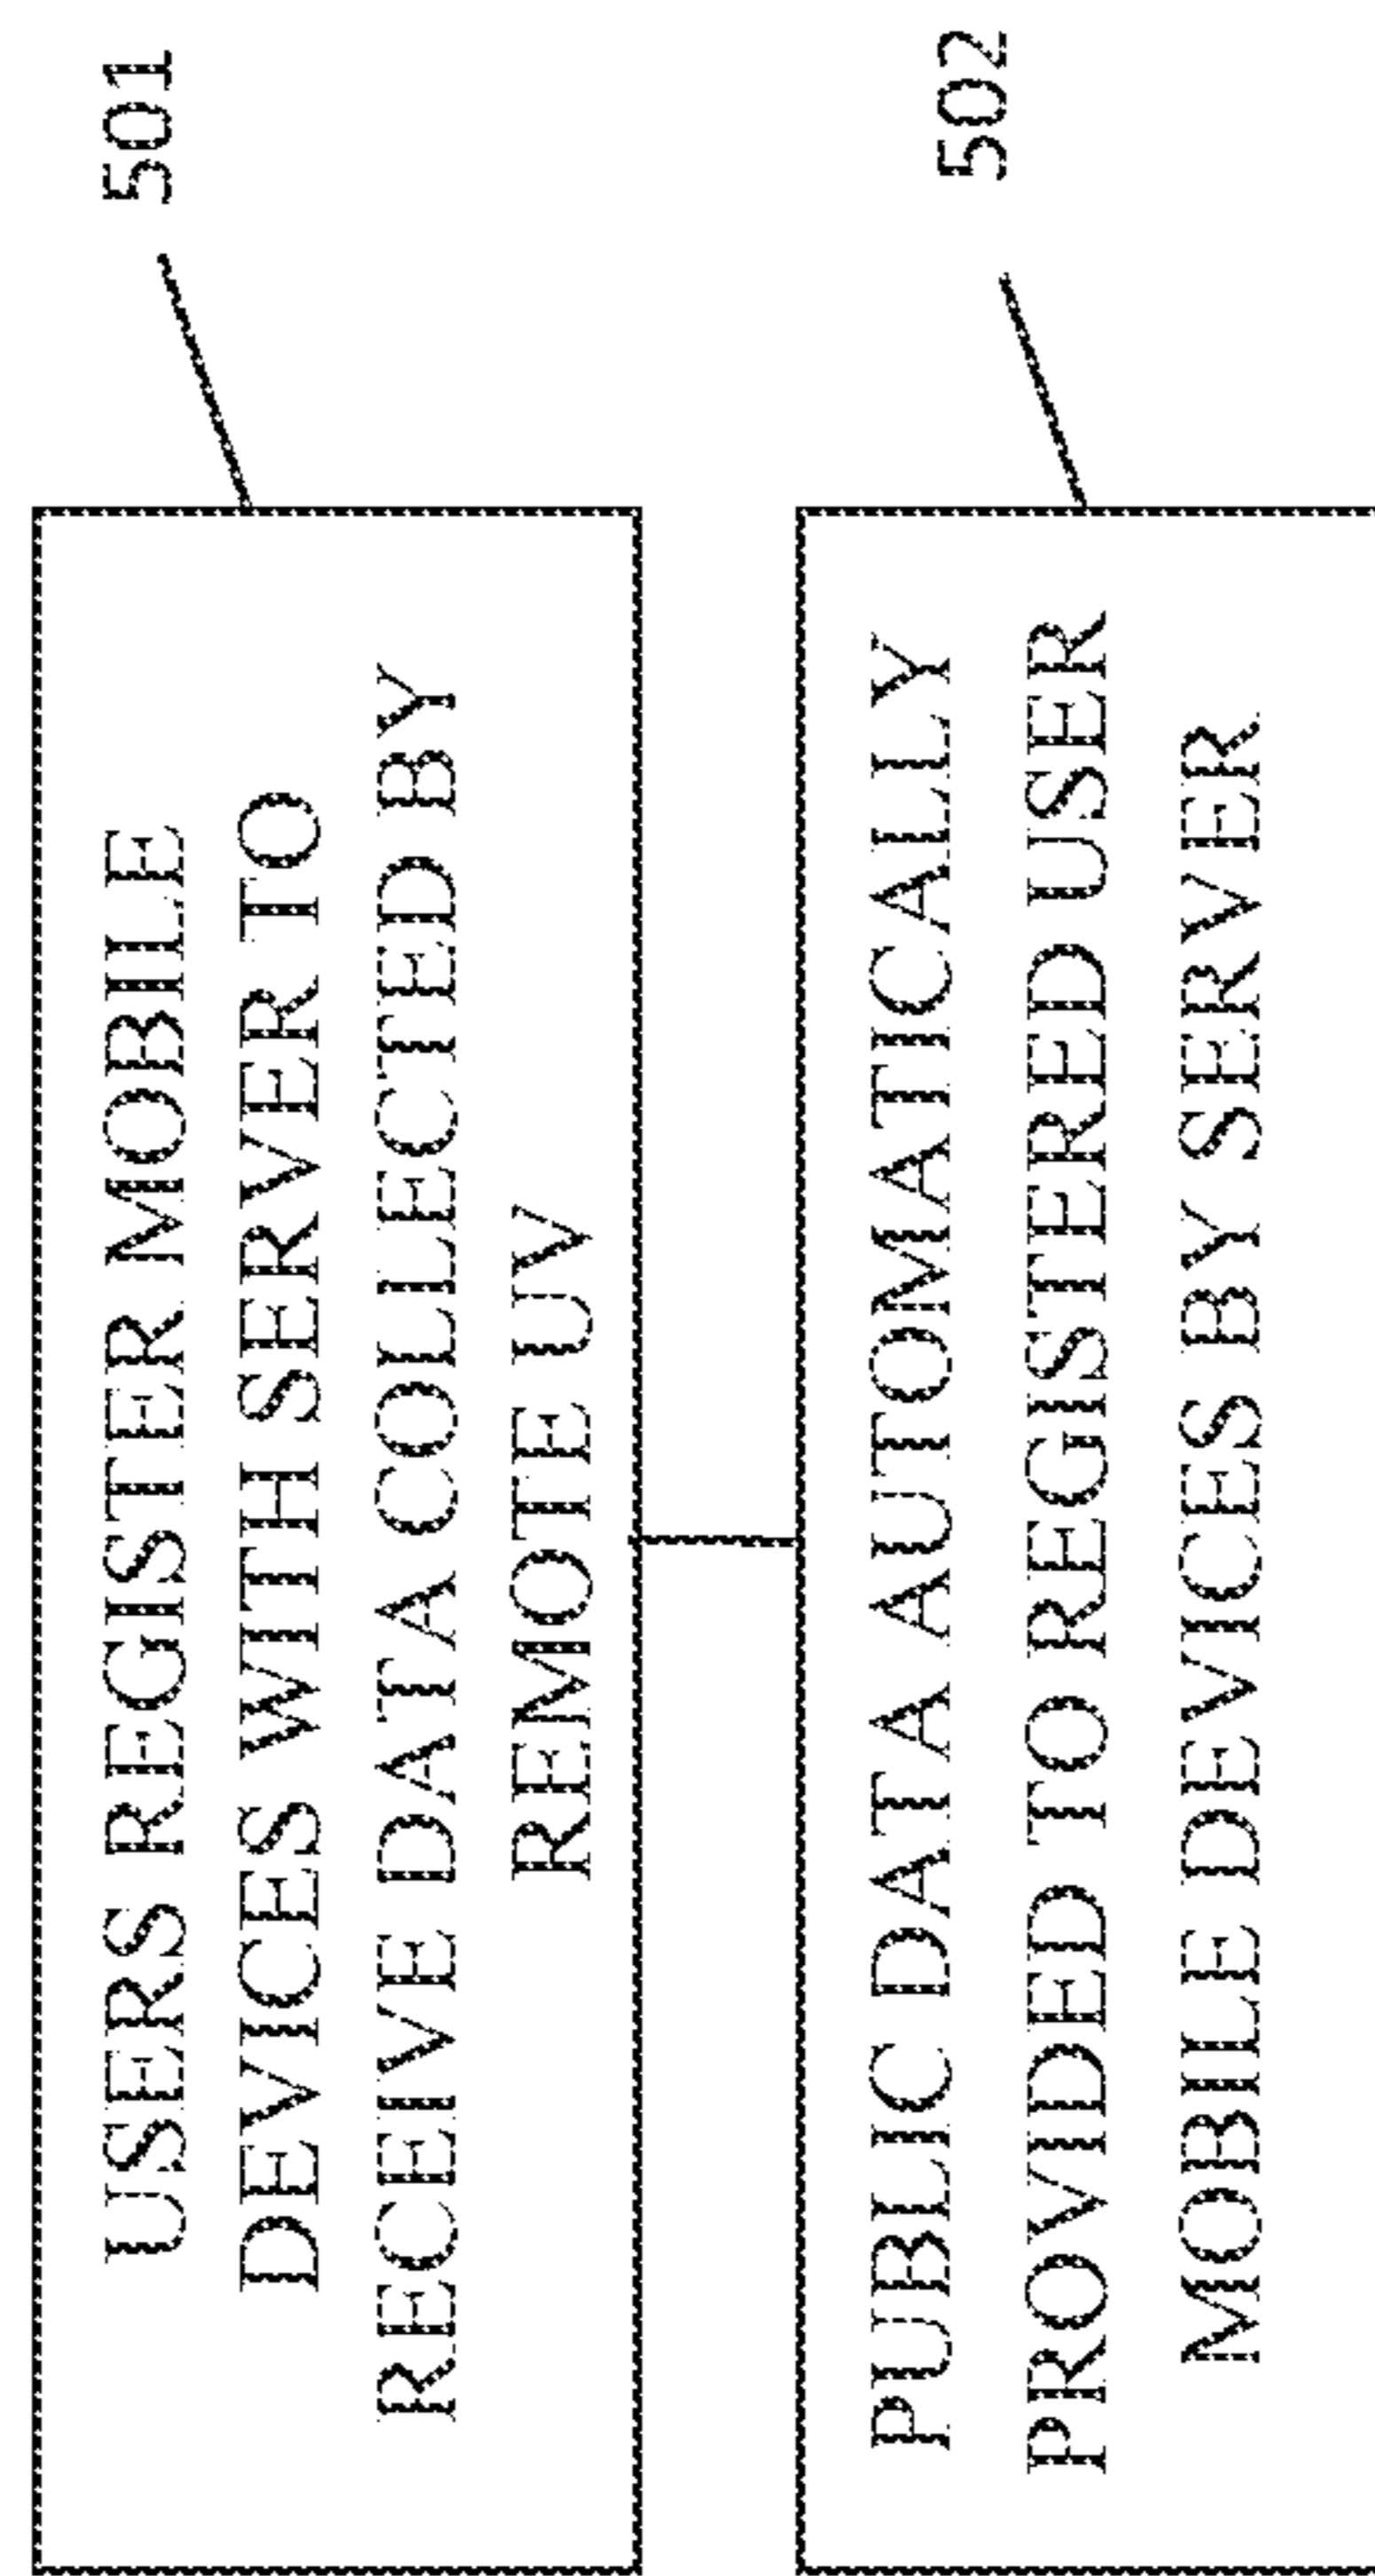 USERS REGISTER MOBILE
DEVICES WITH SERVER TO
RECEIVE DATA COLLECTED BY
REMOTE UV
501
PUBLIC DATA AUTOMATICALLY
PROVIDED TO REGISTERED USER
MOBILE DEVICES BY SERVER
502